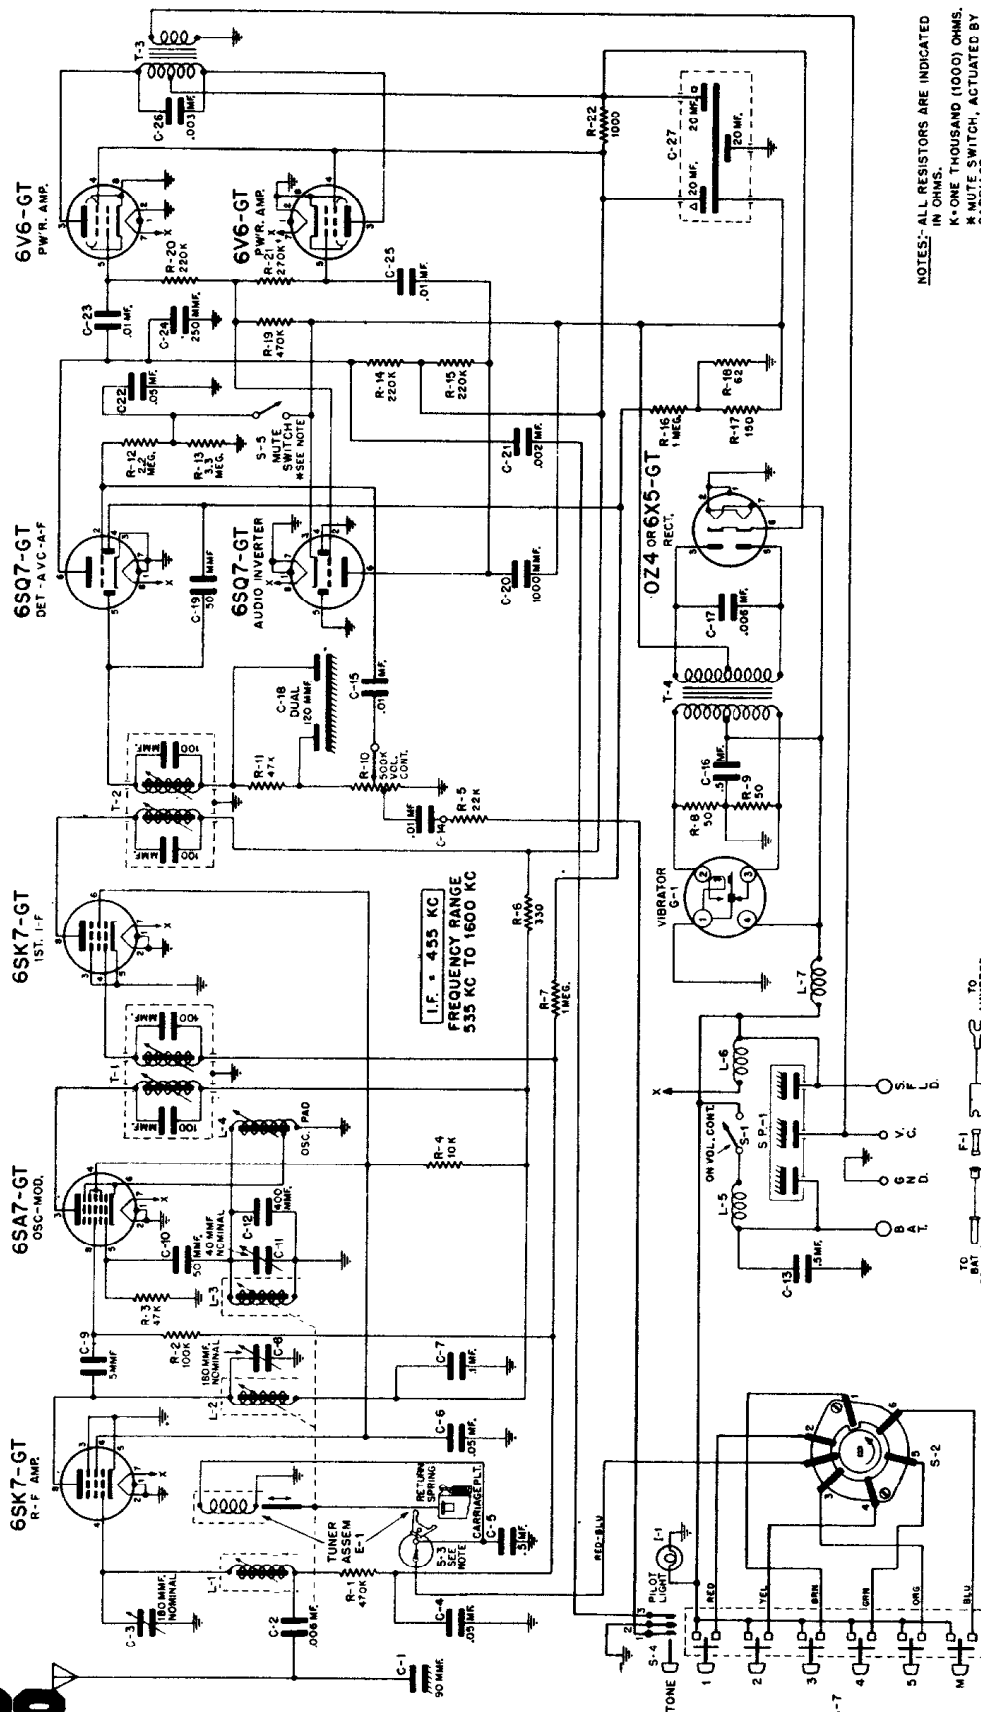 6SK7-GT
R-F AMP.
6SA7-GT
OSC-MOD.
6SK7-GT
1ST. I-F
6SQ7-GT
DET-AVC-A-F
6V6-GT
PW'R. AMP.
6SQ7-GT
AUDIO INVERTER
6V6-GT
PW'R. AMP.
OZ4 OR 6X5-GT
RECT.
C-3
180 MMF.
NOMINAL
L-1
C-2
.006 MF.
C-1
90 MMF.
R-1
470K
C-4
.05 MF.
TUNER
ASSEM
E-1
S-3
SEE
NOTE
RETURN
SPRING
CARRIAGE PLT.
C-5
.5 MF.
C-6
.05 MF.
C-7
.1 MF.
C-9
5 MMF
R-2
100K
180 MMF.
NOMINAL
C-8
L-2
R-3
47K
C-10
50 MMF.
40 MMF
NOMINAL
C-11
C-12
400
MMF.
L-3
L-4
OSC. PAD
R-4
10K
T-1
100
MMF.
100
MMF.
T-2
100
MMF.
100
MMF.
I.F. = 455 KC
FREQUENCY RANGE
535 KC TO 1600 KC
R-6
330
R-7
1 MEG.
R-11
47K
R-10
500K
VOL.
CONT.
C-14
.01 MF
R-5
22K
C-18
DUAL
120 MMF.
C-15
.01 MF.
C-19
50 MMF
R-12
2.2
MEG.
R-13
3.3
MEG.
C22
.05 MF.
S-5
MUTE
SWITCH
*SEE NOTE
C-23
.01 MF.
C-24
250 MMF.
R-20
220K
R-21
270K
R-19
470K
R-14
220K
R-15
220K
C-25
.01 MF.
C-21
.002 MF.
C-20
1000 MMF.
C-26
.003 MF.
T-3
R-22
1000
C-27
20 MF.
20 MF.
20 MF.
R-16
1 MEG.
R-18
62
R-17
150
C-17
.006 MF.
T-4
C-16
.5 MF
R-8
50
R-9
50
VIBRATOR
G-1
L-7
L-6
X
ON VOL. CONT.
S-1
L-5
S.P.-1
C-13
.5 MF.
BAT.
GND.
V.C.
S.FLD.
TO
BAT
F-1
TO
RED-BLU
PILOT
LIGHT
I-1
S-4
TONE
RED
YEL
BRN
GRN
ORG
BLU
1
2
3
4
5
M
S-2
NOTES:- ALL RESISTORS ARE INDICATED
IN OHMS.
K=ONE THOUSAND (1000) OHMS.
* MUTE SWITCH, ACTUATED BY